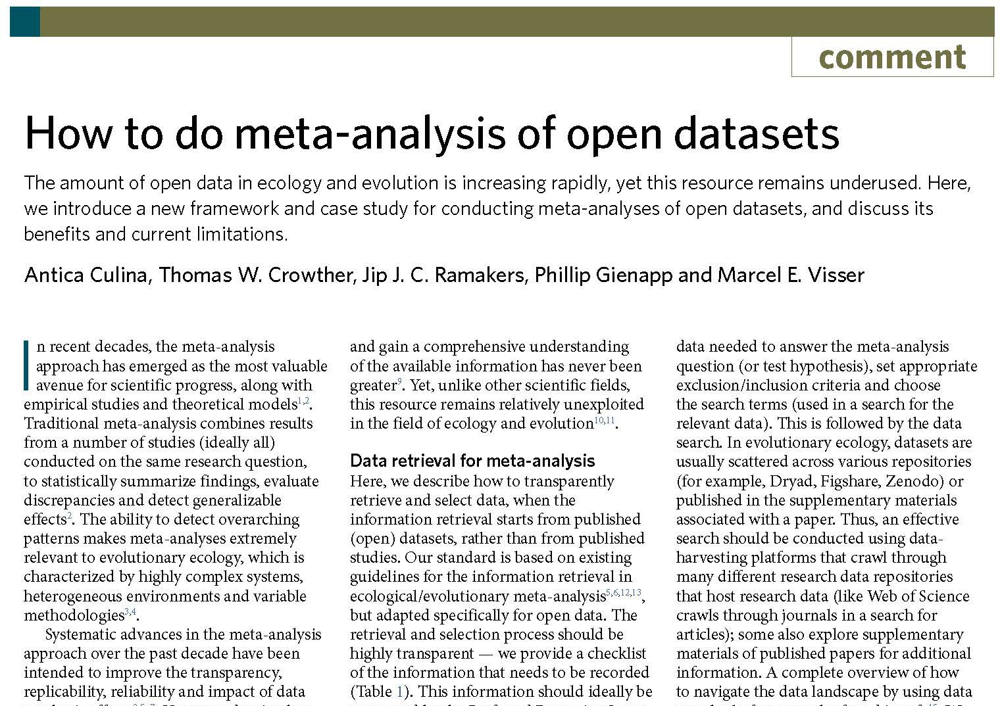 comment
How to do meta-analysis of open datasets
The amount of open data in ecology and evolution is increasing rapidly, yet this resource remains underused. Here,
we introduce a new framework and case study for conducting meta-analyses of open datasets, and discuss its
benefits and current limitations.
Antica Culina, Thomas W. Crowther, Jip J. C. Ramakers, Phillip Gienapp and Marcel E. Visser
In recent decades, the meta-analysis
approach has emerged as the most valuable
avenue for scientific progress, along with
empirical studies and theoretical models1,2.
Traditional meta-analysis combines results
from a number of studies (ideally all)
conducted on the same research question,
to statistically summarize findings, evaluate
discrepancies and detect generalizable
effects2. The ability to detect overarching
patterns makes meta-analyses extremely
relevant to evolutionary ecology, which is
characterized by highly complex systems,
heterogeneous environments and variable
methodologies3,4.
Systematic advances in the meta-analysis
approach over the past decade have been
intended to improve the transparency,
replicability, reliability and impact of data
and gain a comprehensive understanding
of the available information has never been
greater9. Yet, unlike other scientific fields,
this resource remains relatively unexploited
in the field of ecology and evolution10,11.
Data retrieval for meta-analysis
Here, we describe how to transparently
retrieve and select data, when the
information retrieval starts from published
(open) datasets, rather than from published
studies. Our standard is based on existing
guidelines for the information retrieval in
ecological/evolutionary meta-analysis5,6,12,13,
but adapted specifically for open data. The
retrieval and selection process should be
highly transparent — we provide a checklist
of the information that needs to be recorded
(Table 1). This information should ideally be
data needed to answer the meta-analysis
question (or test hypothesis), set appropriate
exclusion/inclusion criteria and choose
the search terms (used in a search for the
relevant data). This is followed by the data
search. In evolutionary ecology, datasets are
usually scattered across various repositories
(for example, Dryad, Figshare, Zenodo) or
published in the supplementary materials
associated with a paper. Thus, an effective
search should be conducted using data-
harvesting platforms that crawl through
many different research data repositories
that host research data (like Web of Science
crawls through journals in a search for
articles); some also explore supplementary
materials of published papers for additional
information. A complete overview of how
to navigate the data landscape by using data